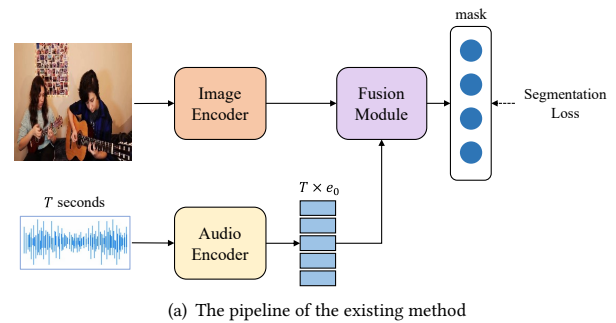 mask
Image
Encoder
Fusion
Module
Segmentation
Loss
T seconds
T × e₀
Audio
Encoder
(a) The pipeline of the existing method